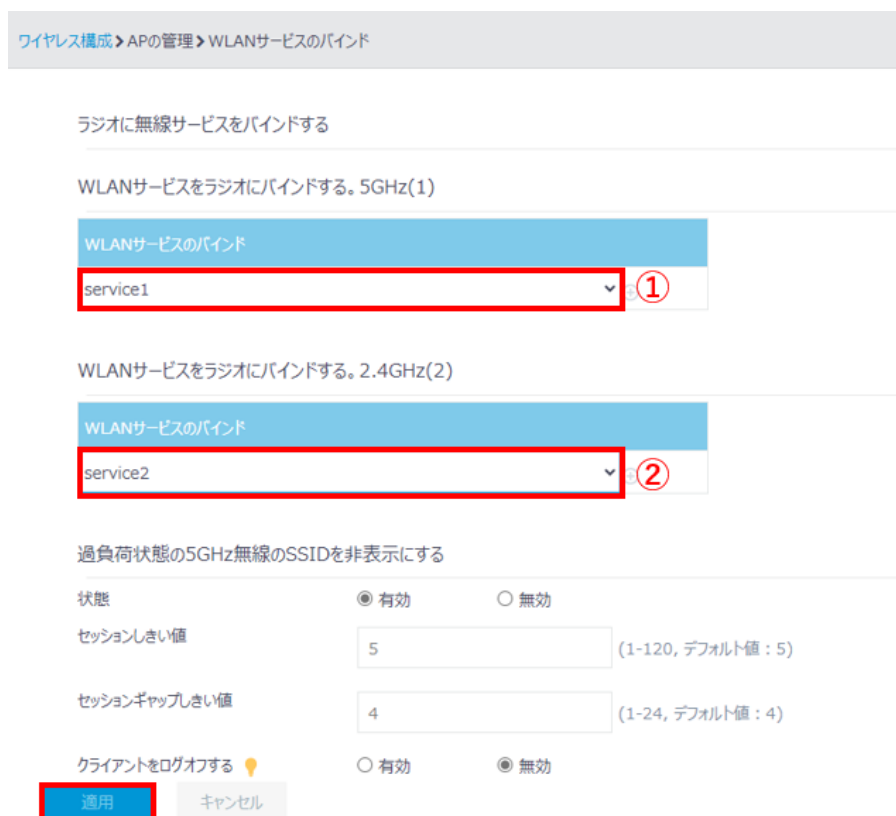 ワイヤレス構成>APの管理>WLANサービスのバインド
ラジオに無線サービスをバインドする
WLANサービスをラジオにバインドする。5GHz(1)
WLANサービスのバインド
service1 ①
WLANサービスをラジオにバインドする。2.4GHz(2)
WLANサービスのバインド
service2 ②
過負荷状態の5GHz無線のSSIDを非表示にする
状態 有効 無効
セッションしきい値 5 (1-120, デフォルト値：5)
セッションギャップしきい値 4 (1-24, デフォルト値：4)
クライアントをログオフする 有効 無効
適用 キャンセル